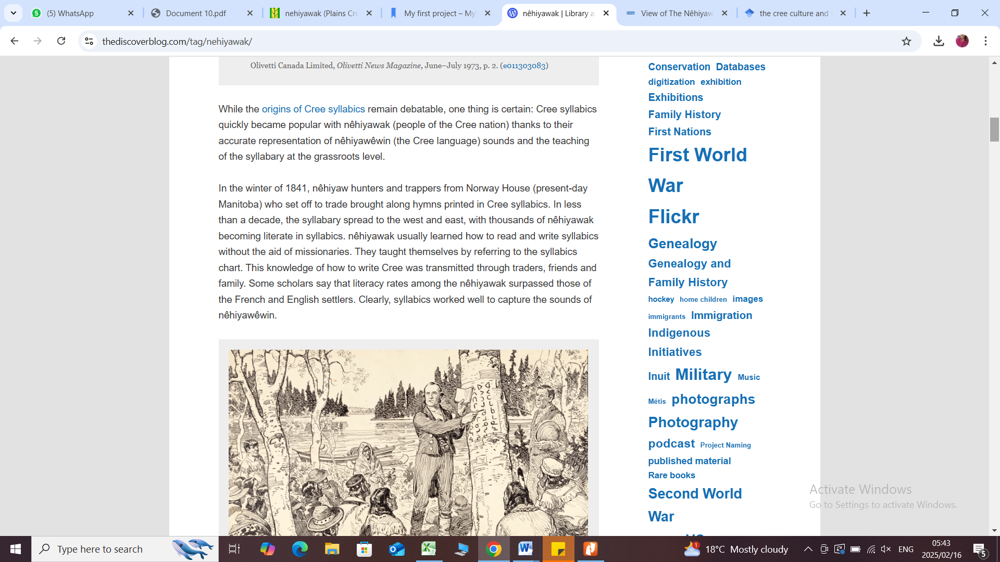 (5) WhatsApp
Document 10.pdf
nehiyawak (Plains Cre
My first project – My
nêhiyawak | Library a
View of The Nêhiyaw
the cree culture and
thediscoverblog.com/tag/nehiyawak/
Olivetti Canada Limited, Olivetti News Magazine, June–July 1973, p. 2. (e011303083)
While the origins of Cree syllabics remain debatable, one thing is certain: Cree syllabics
quickly became popular with nêhiyawak (people of the Cree nation) thanks to their
accurate representation of nêhiyawêwin (the Cree language) sounds and the teaching
of the syllabary at the grassroots level.
In the winter of 1841, nêhiyaw hunters and trappers from Norway House (present-day
Manitoba) who set off to trade brought along hymns printed in Cree syllabics. In less
than a decade, the syllabary spread to the west and east, with thousands of nêhiyawak
becoming literate in syllabics. nêhiyawak usually learned how to read and write syllabics
without the aid of missionaries. They taught themselves by referring to the syllabics
chart. This knowledge of how to write Cree was transmitted through traders, friends and
family. Some scholars say that literacy rates among the nêhiyawak surpassed those of
the French and English settlers. Clearly, syllabics worked well to capture the sounds of
nêhiyawêwin.
Conservation Databases
digitization exhibition
Exhibitions
Family History
First Nations
First World
War
Flickr
Genealogy
Genealogy and
Family History
hockey home children images
immigrants Immigration
Indigenous
Initiatives
Inuit Military Music
Métis photographs
Photography
podcast Project Naming
published material
Rare books
Second World
War
Activate Windows
Go to Settings to activate Windows.
Type here to search
1
18°C Mostly cloudy
ENG
05:43
2025/02/16
5